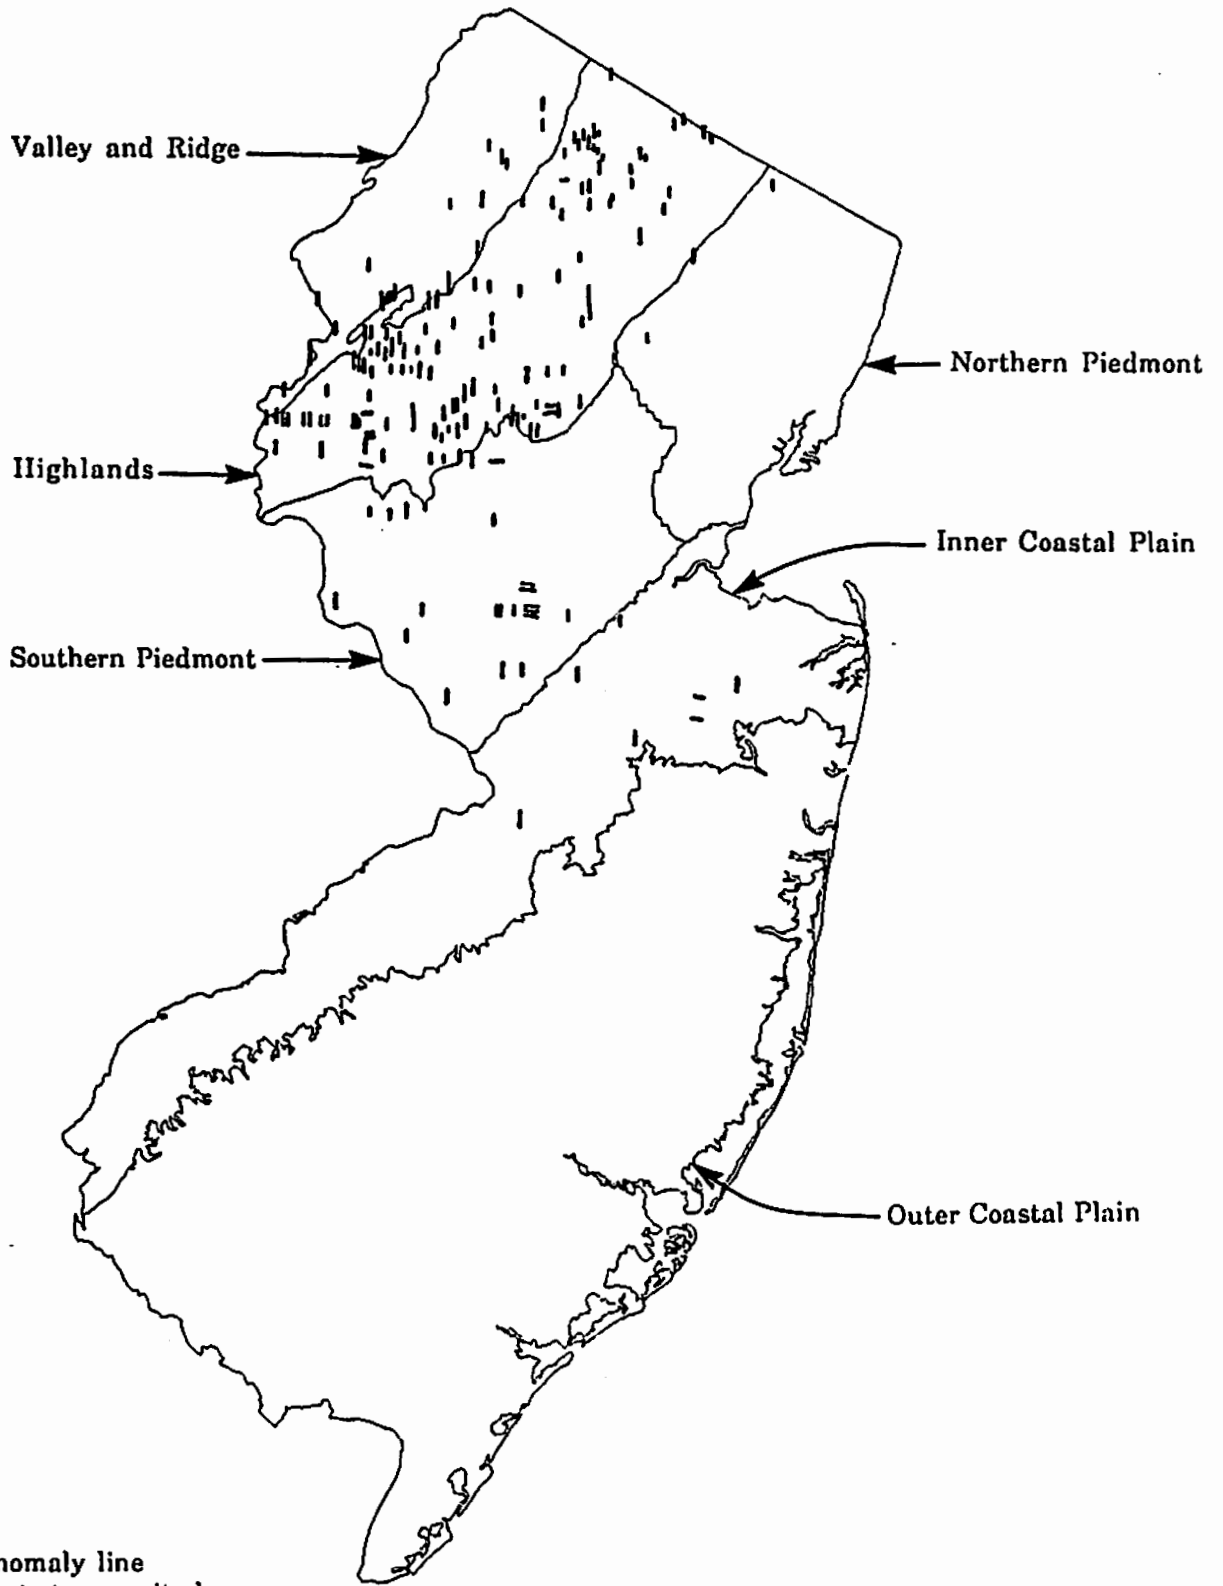 Valley and Ridge
Northern Piedmont
Highlands
Inner Coastal Plain
Southern Piedmont
Outer Coastal Plain
nomaly line